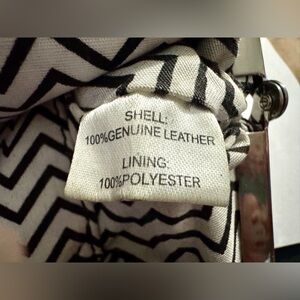 SHELL:
100%GENUINE LEATHER
LINING:
100%POLYESTER